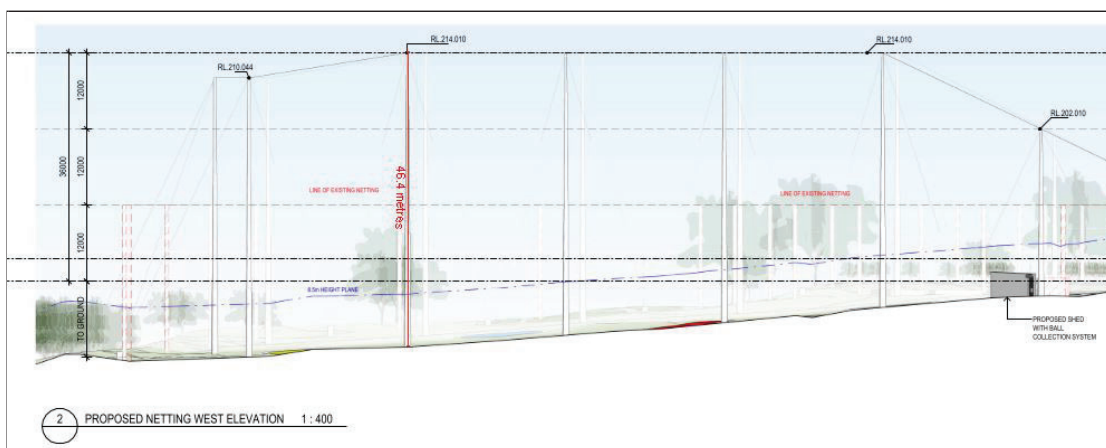 RL.214.010
RL.214.010
RL.210.044
RL.202.010
12000
12000
36000
12000
TO GROUND
46.4 metres
LINE OF EXISTING NETTING
LINE OF EXISTING NETTING
8.5m HEIGHT PLANE
PROPOSED SHED
WITH BALL
COLLECTION SYSTEM
2 PROPOSED NETTING WEST ELEVATION 1 : 400